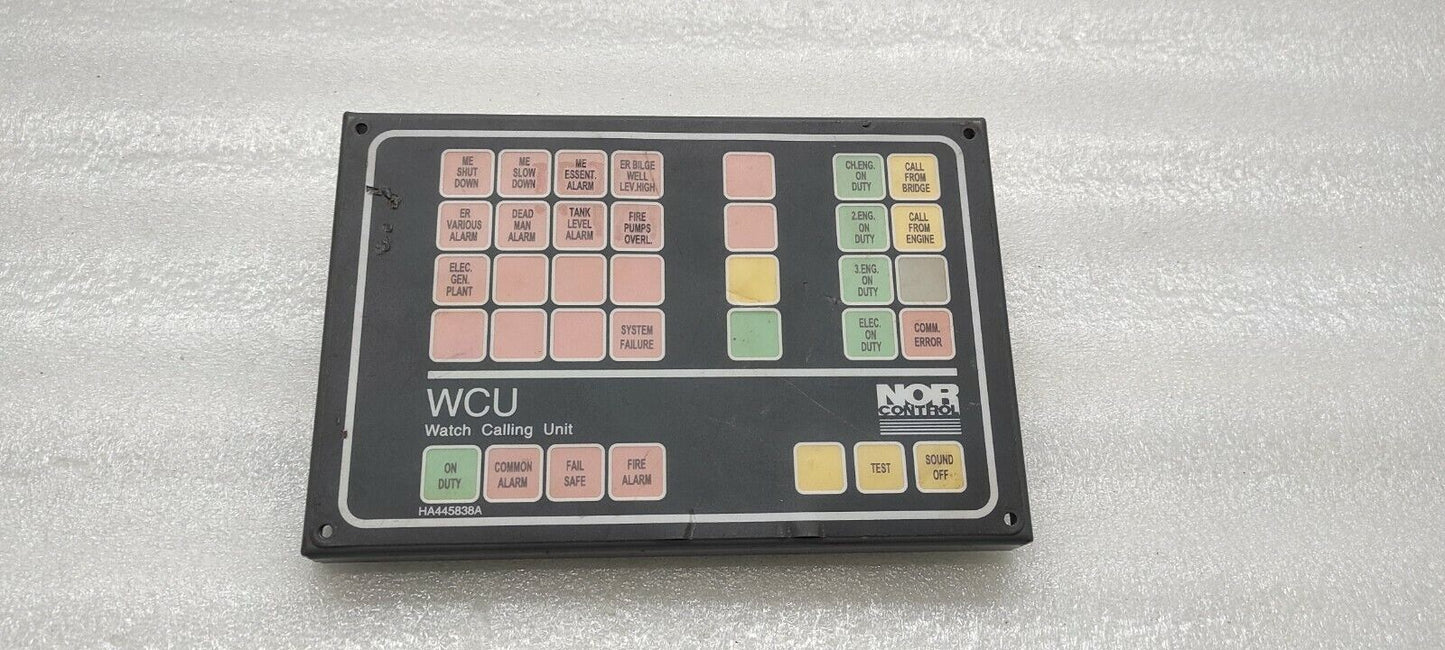 ME
SHUT
DOWN
ME
SLOW
DOWN
ME
ESSENT.
ALARM
ER BILGE
WELL
LEV.HIGH
CH.ENG.
ON
DUTY
CALL
FROM
BRIDGE
ER
VARIOUS
ALARM
DEAD
MAN
ALARM
TANK
LEVEL
ALARM
FIRE
PUMPS
OVERL.
2.ENG.
ON
DUTY
CALL
FROM
ENGINE
ELEC.
GEN.
PLANT
3.ENG.
ON
DUTY
SYSTEM
FAILURE
ELEC.
ON
DUTY
COMM.
ERROR
WCU
Watch Calling Unit
NOR
CONTROL
ON
DUTY
COMMON
ALARM
FAIL
SAFE
FIRE
ALARM
TEST
SOUND
OFF
HA445838A